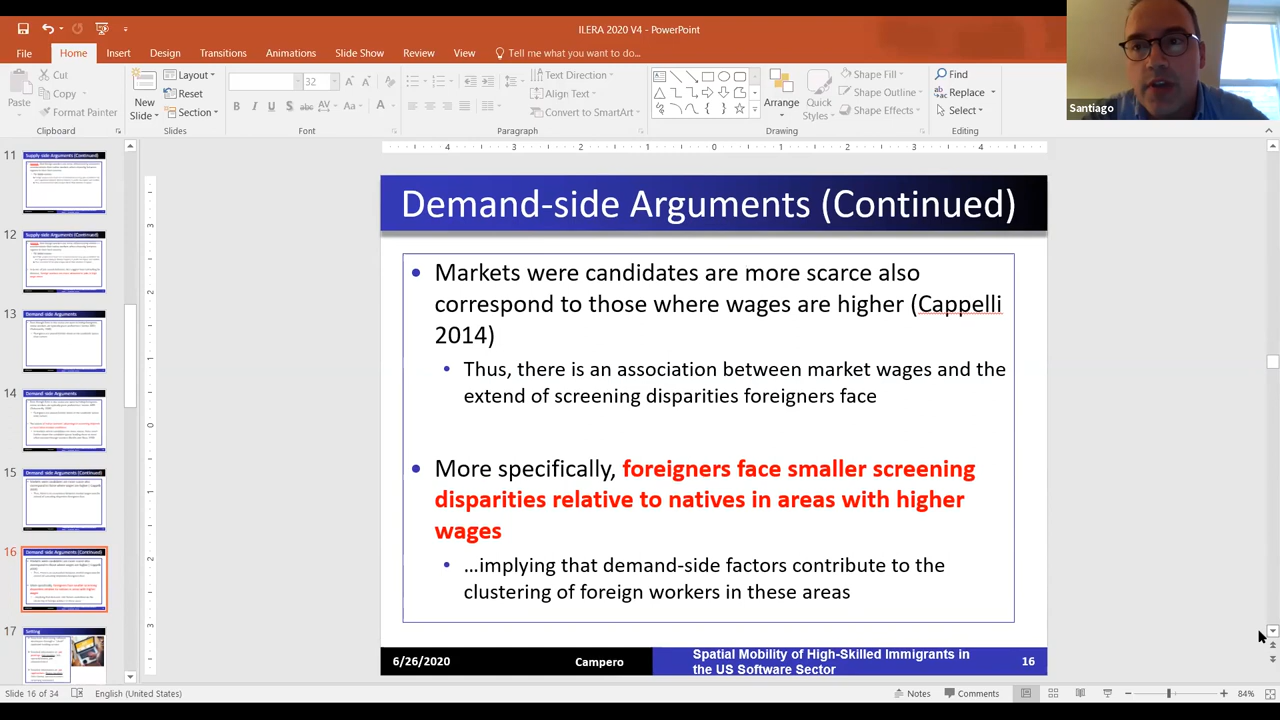 ILERA 2020 V4 - PowerPoint
File Home Insert Design Transitions Animations Slide Show Review View Tell me what you want to do...
Paste
Cut
Copy
Format Painter
Clipboard
New Slide
Layout
Reset
Section
Slides
32
Font
Text Direction
Align Text
Convert to SmartArt
Paragraph
Arrange
Quick Styles
Shape Fill
Shape Outline
Shape Effects
Drawing
Find
Replace
Select
Editing
Santiago
11
Supply-side Arguments (Continued)
12
Supply-side Arguments (Continued)
13
Demand-side Arguments
14
Demand-side Arguments
15
Demand-side Arguments (Continued)
16
Demand-side Arguments (Continued)
17
Setting
Demand-side Arguments (Continued)
• Markets were candidates are more scarce also
correspond to those where wages are higher (Cappelli
2014)
• Thus, there is an association between market wages and the
extend of screening disparities foreigners face
• More specifically, foreigners face smaller screening
disparities relative to natives in areas with higher
wages
• …implying that demand-side factors contribute to the
clustering of foreign workers in these areas
6/26/2020
Campero
Spatial Mobility of High-Skilled Immigrants in
the US Software Sector
16
Slide 16 of 34 English (United States) Notes Comments 84%